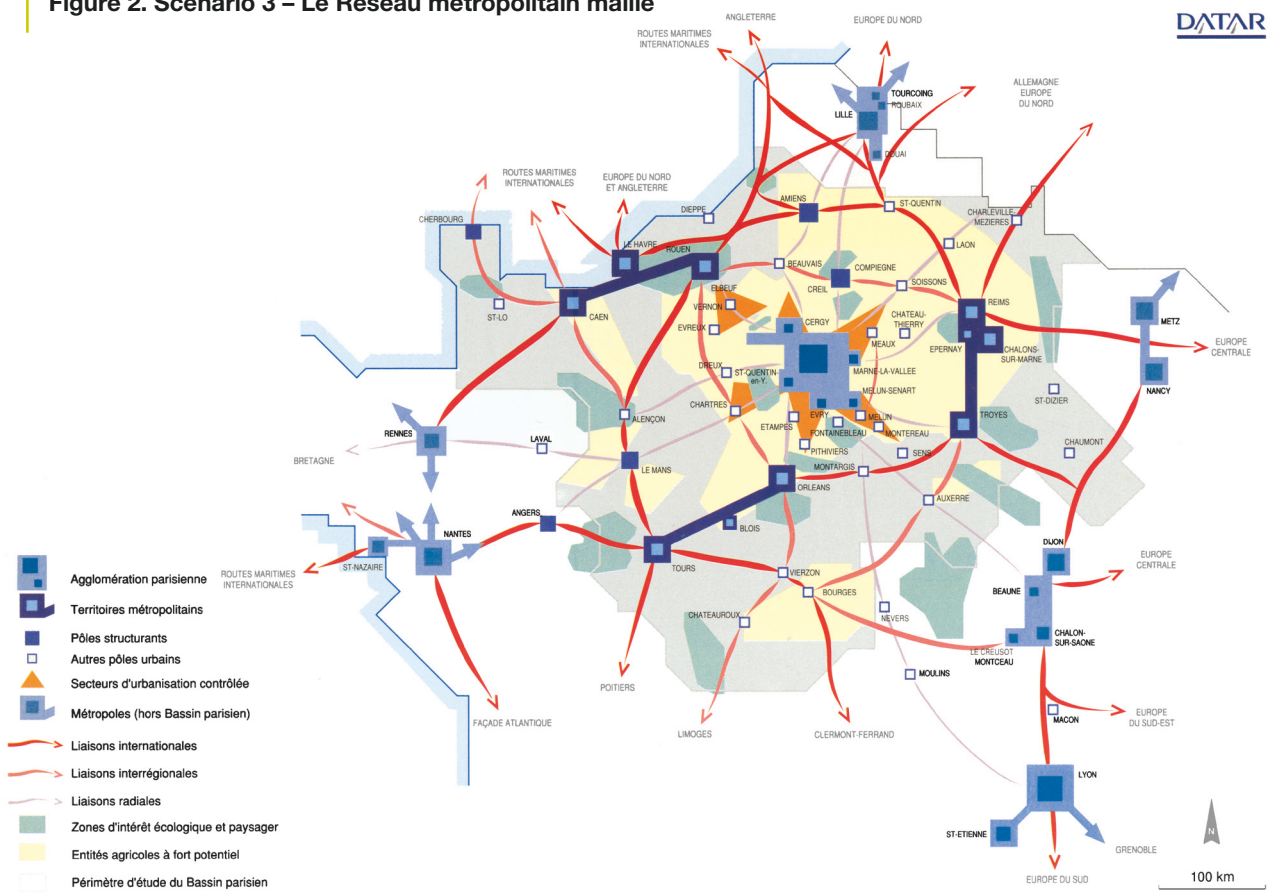 Figure 2. Scénario 3 – Le Réseau métropolitain maillé
DATAR
ANGLETERRE
EUROPE DU NORD
ROUTES MARITIMES
INTERNATIONALES
ALLEMAGNE
EUROPE
DU NORD
TOURCOING
ROUBAIX
LILLE
DOUAI
ROUTES MARITIMES
INTERNATIONALES
EUROPE DU NORD
ET ANGLETERRE
CHERBOURG
DIEPPE
AMIENS
ST-QUENTIN
CHARLEVILLE-
MEZIERES
LE HAVRE
ROUEN
LAON
BEAUVAIS
COMPIEGNE
CREIL
SOISSONS
ELBEUF
VERNON
ST-LO
CAEN
EVREUX
CERGY
CHATEAU-
THIERRY
MEAUX
REIMS
EPERNAY
CHALONS-
SUR-MARNE
METZ
EUROPE
CENTRALE
NANCY
DREUX
ST-QUENTIN-
en-Y.
MARNE-LA-VALLEE
MELUN-SENART
ST-DIZIER
CHARTRES
ALENÇON
ETAMPES
EVRY
MELUN
FONTAINEBLEAU
MONTEREAU
TROYES
RENNES
LAVAL
BRETAGNE
LE MANS
PITHIVIERS
SENS
CHAUMONT
MONTARGIS
ORLEANS
AUXERRE
ANGERS
BLOIS
NANTES
ST-NAZAIRE
ROUTES MARITIMES
INTERNATIONALES
TOURS
VIERZON
BOURGES
DIJON
EUROPE
CENTRALE
BEAUNE
CHATEAUROUX
NEVERS
CHALON-
SUR-SAONE
LE CREUSOT
MONTCEAU
MOULINS
POITIERS
FAÇADE ATLANTIQUE
LIMOGES
CLERMONT-FERRAND
MACON
EUROPE
DU SUD-EST
LYON
ST-ETIENNE
GRENOBLE
EUROPE DU SUD
N
100 km
Agglomération parisienne
Territoires métropolitains
Pôles structurants
Autres pôles urbains
Secteurs d'urbanisation contrôlée
Métropoles (hors Bassin parisien)
Liaisons internationales
Liaisons interrégionales
Liaisons radiales
Zones d'intérêt écologique et paysager
Entités agricoles à fort potentiel
Périmètre d'étude du Bassin parisien